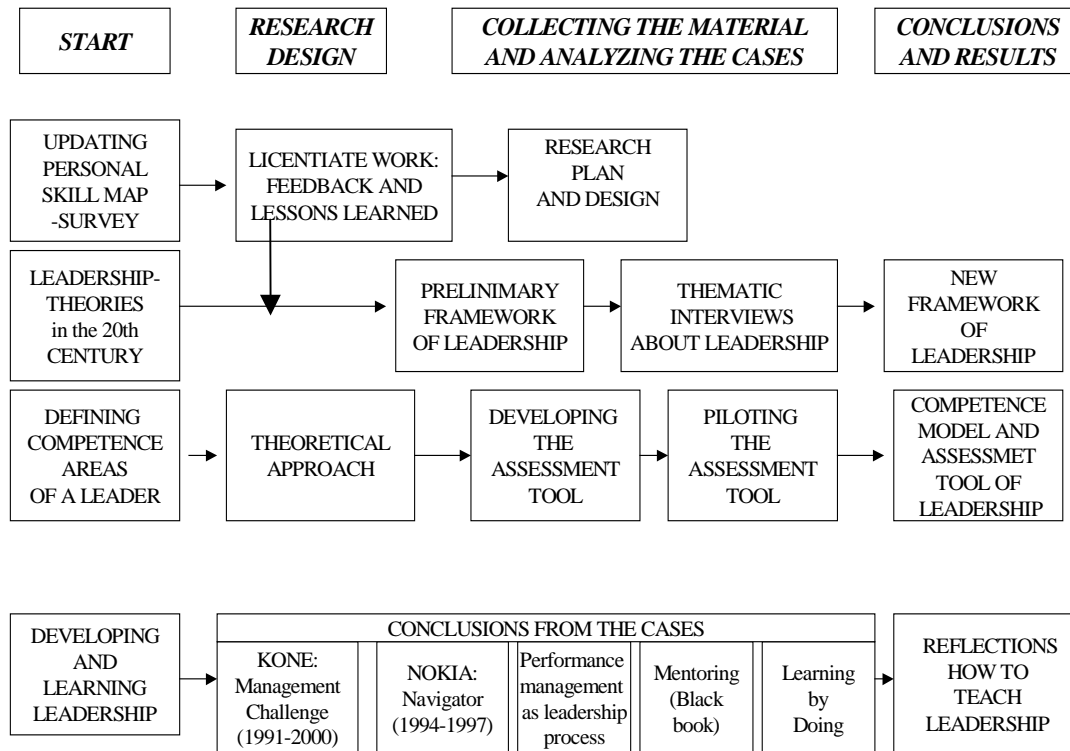 START
RESEARCH
DESIGN
COLLECTING THE MATERIAL
AND ANALYZING THE CASES
CONCLUSIONS
AND RESULTS
UPDATING
PERSONAL
SKILL MAP
-SURVEY
LICENTIATE WORK:
FEEDBACK AND
LESSONS LEARNED
RESEARCH
PLAN
AND DESIGN
LEADERSHIP-
THEORIES
in the 20th
CENTURY
PRELINIMARY
FRAMEWORK
OF LEADERSHIP
THEMATIC
INTERVIEWS
ABOUT LEADERSHIP
NEW
FRAMEWORK
OF
LEADERSHIP
DEFINING
COMPETENCE
AREAS
OF A LEADER
THEORETICAL
APPROACH
DEVELOPING
THE
ASSESSMENT
TOOL
PILOTING
THE
ASSESSMENT
TOOL
COMPETENCE
MODEL AND
ASSESSMET
TOOL OF
LEADERSHIP
DEVELOPING
AND
LEARNING
LEADERSHIP
CONCLUSIONS FROM THE CASES
KONE:
Management
Challenge
(1991-2000)
NOKIA:
Navigator
(1994-1997)
Performance
management
as leadership
process
Mentoring
(Black
book)
Learning
by
Doing
REFLECTIONS
HOW TO
TEACH
LEADERSHIP